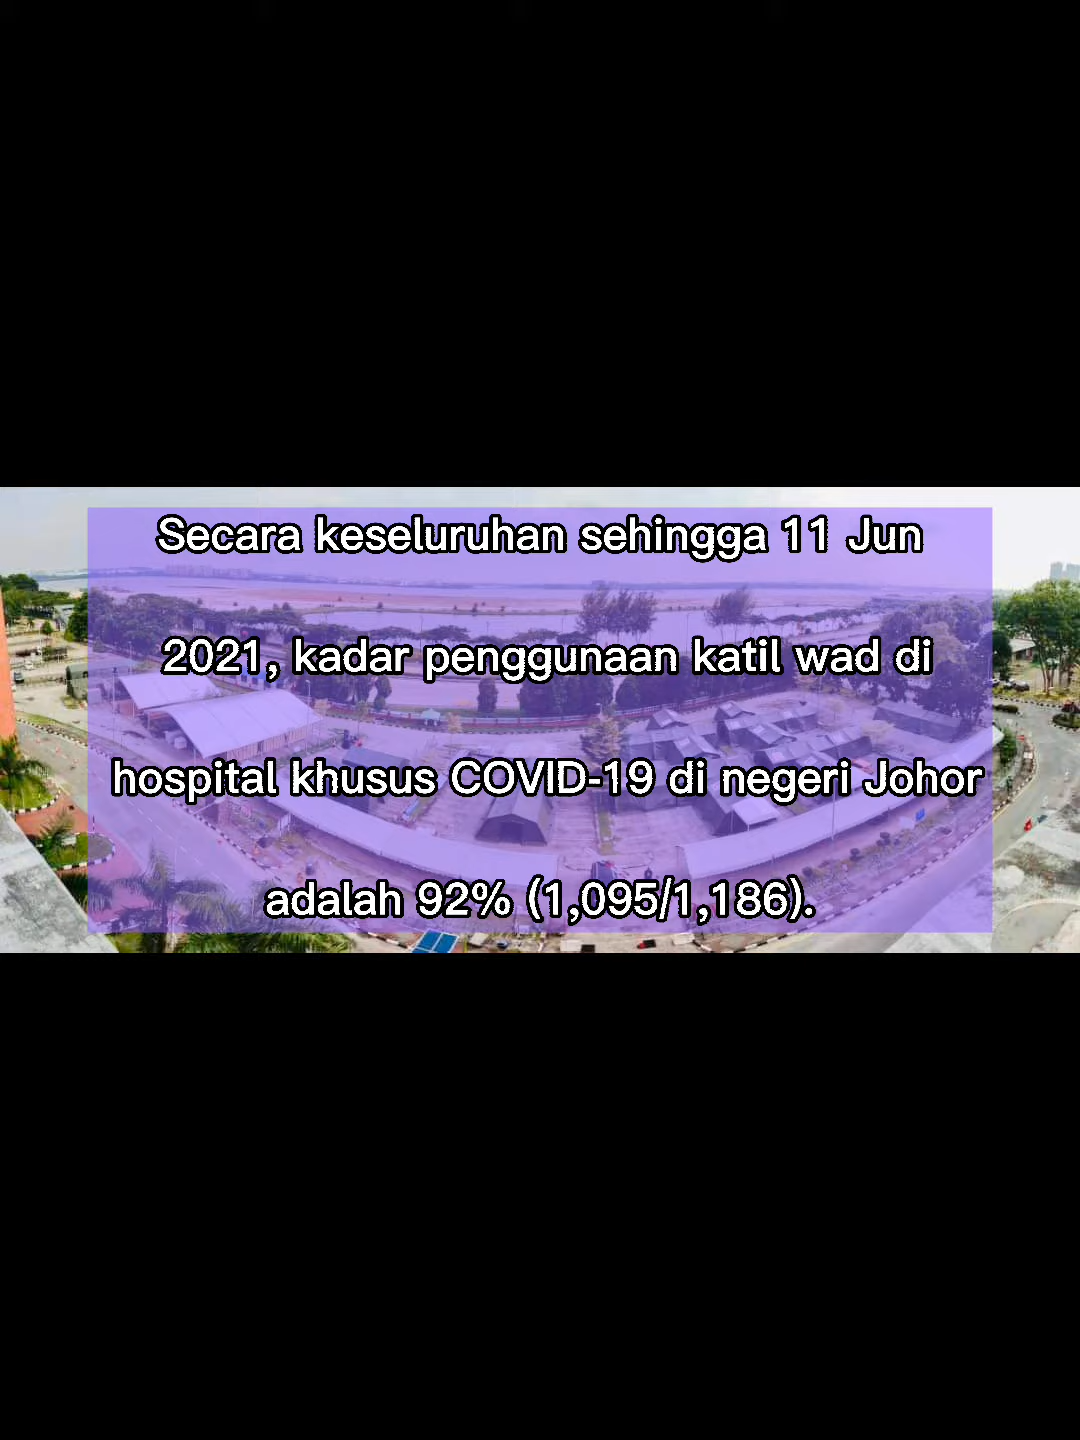 Secara keseluruhan sehingga 11 Jun
2021, kadar penggunaan katil wad di
hospital khusus COVID-19 di negeri Johor
adalah 92% (1,095/1,186).